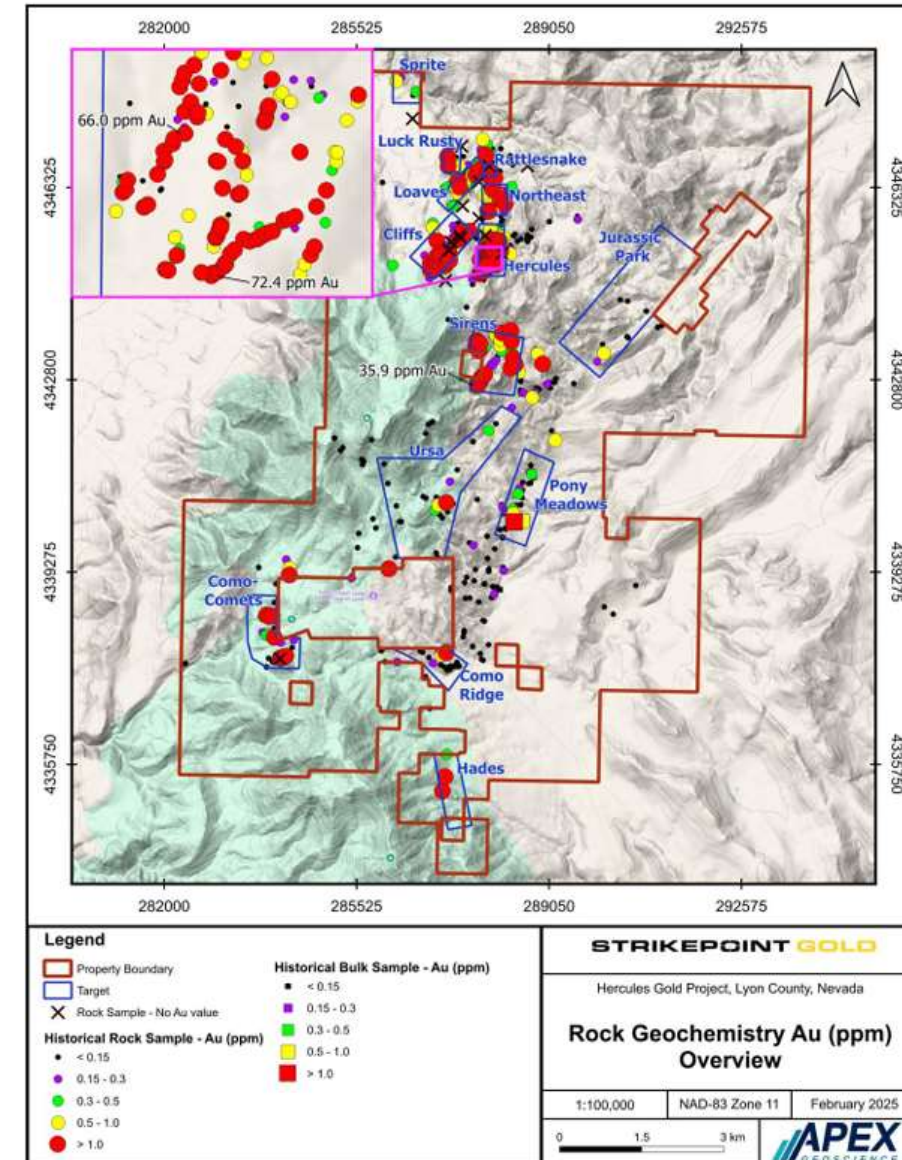 282000 285525 289050 292575
Sprite
66.0 ppm Au
Luck Rusty
Rattlesnake
4346325
4346325
Loaves
Northeast
Cliffs
Jurassic
Park
Hercules
72.4 ppm Au
Sirens
35.9 ppm Au
4342800
4342800
Ursa
Pony
Meadows
4339275
4339275
Como-
Comets
Como
Ridge
4335750
4335750
Hades
282000 285525 289050 292575
Legend
Property Boundary
Target
Rock Sample - No Au value
Historical Rock Sample - Au (ppm)
< 0.15
0.15 - 0.3
0.3 - 0.5
0.5 - 1.0
> 1.0
Historical Bulk Sample - Au (ppm)
< 0.15
0.15 - 0.3
0.3 - 0.5
0.5 - 1.0
> 1.0
STRIKEPOINT GOLD
Hercules Gold Project, Lyon County, Nevada
Rock Geochemistry Au (ppm)
Overview
1:100,000 NAD-83 Zone 11 February 2025
0 1.5 3 km
APEX
GEOSCIENCE